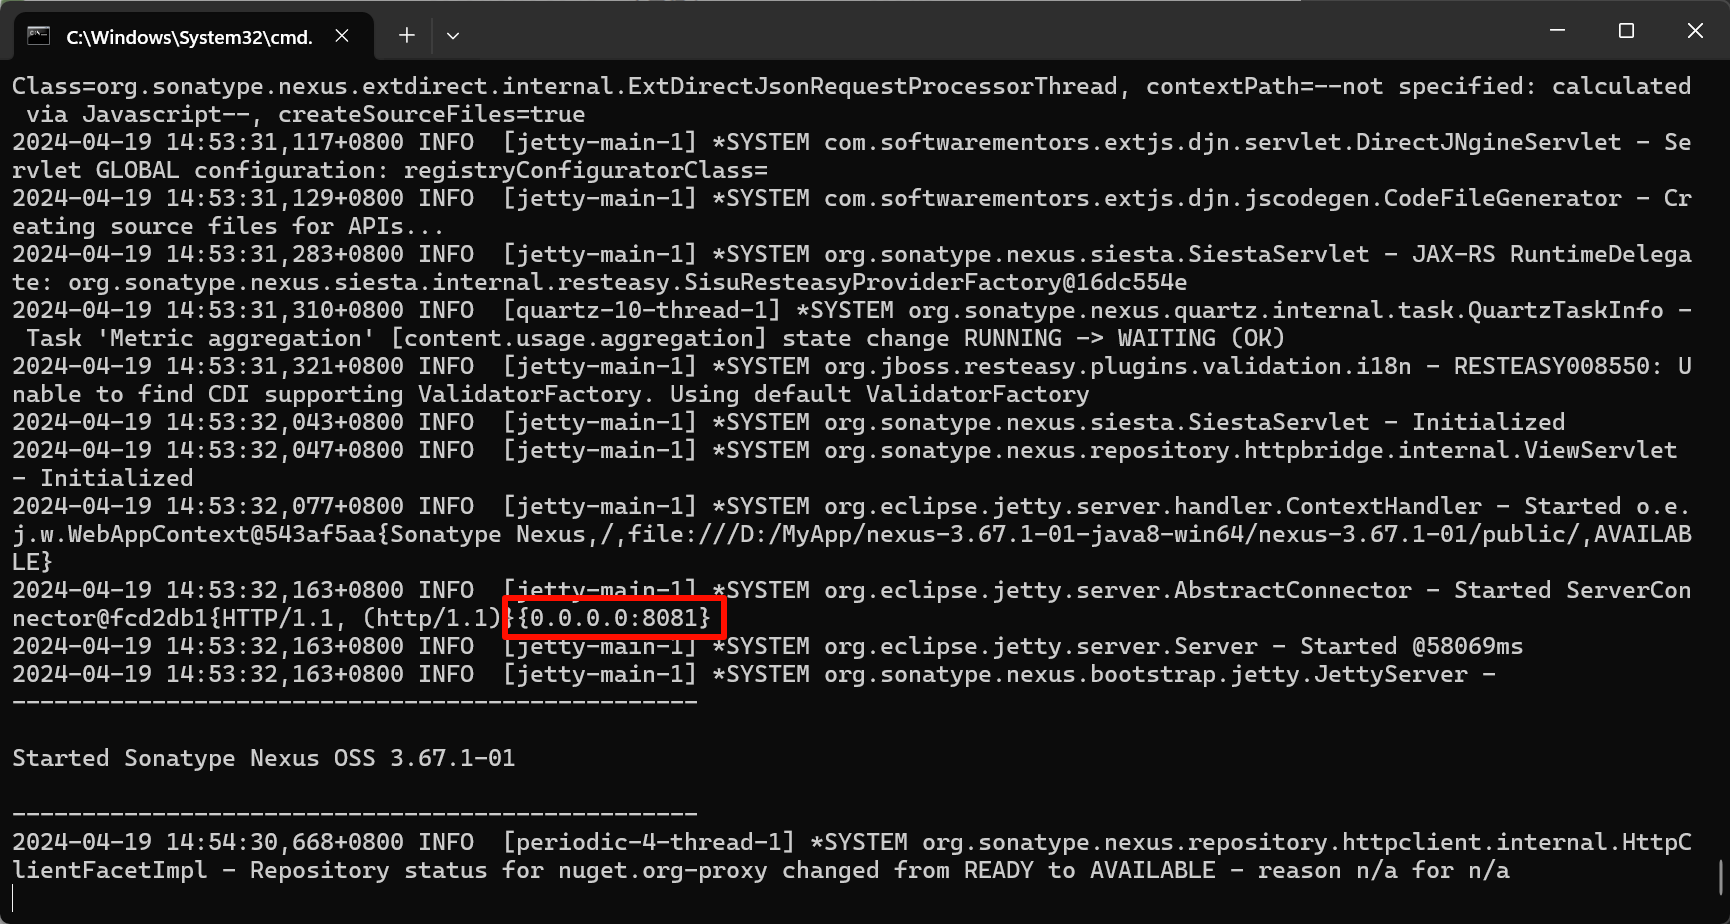 C:\Windows\System32\cmd.
Class=org.sonatype.nexus.extdirect.internal.ExtDirectJsonRequestProcessorThread, contextPath=--not specified: calculated
 via Javascript--, createSourceFiles=true
2024-04-19 14:53:31,117+0800 INFO  [jetty-main-1] *SYSTEM com.softwarementors.extjs.djn.servlet.DirectJNgineServlet - Se
rvlet GLOBAL configuration: registryConfiguratorClass=
2024-04-19 14:53:31,129+0800 INFO  [jetty-main-1] *SYSTEM com.softwarementors.extjs.djn.jscodegen.CodeFileGenerator - Cr
eating source files for APIs...
2024-04-19 14:53:31,283+0800 INFO  [jetty-main-1] *SYSTEM org.sonatype.nexus.siesta.SiestaServlet - JAX-RS RuntimeDelega
te: org.sonatype.nexus.siesta.internal.resteasy.SisuResteasyProviderFactory@16dc554e
2024-04-19 14:53:31,310+0800 INFO  [quartz-10-thread-1] *SYSTEM org.sonatype.nexus.quartz.internal.task.QuartzTaskInfo -
 Task 'Metric aggregation' [content.usage.aggregation] state change RUNNING -> WAITING (OK)
2024-04-19 14:53:31,321+0800 INFO  [jetty-main-1] *SYSTEM org.jboss.resteasy.plugins.validation.i18n - RESTEASY008550: U
nable to find CDI supporting ValidatorFactory. Using default ValidatorFactory
2024-04-19 14:53:32,043+0800 INFO  [jetty-main-1] *SYSTEM org.sonatype.nexus.siesta.SiestaServlet - Initialized
2024-04-19 14:53:32,047+0800 INFO  [jetty-main-1] *SYSTEM org.sonatype.nexus.repository.httpbridge.internal.ViewServlet
- Initialized
2024-04-19 14:53:32,077+0800 INFO  [jetty-main-1] *SYSTEM org.eclipse.jetty.server.handler.ContextHandler - Started o.e.
j.w.WebAppContext@543af5aa{Sonatype Nexus,/,file:///D:/MyApp/nexus-3.67.1-01-java8-win64/nexus-3.67.1-01/public/,AVAILAB
LE}
2024-04-19 14:53:32,163+0800 INFO  [jetty-main-1] *SYSTEM org.eclipse.jetty.server.AbstractConnector - Started ServerCon
nector@fcd2db1{HTTP/1.1, (http/1.1)}{0.0.0.0:8081}
2024-04-19 14:53:32,163+0800 INFO  [jetty-main-1] *SYSTEM org.eclipse.jetty.server.Server - Started @58069ms
2024-04-19 14:53:32,163+0800 INFO  [jetty-main-1] *SYSTEM org.sonatype.nexus.bootstrap.jetty.JettyServer -
-------------------------------------------------
Started Sonatype Nexus OSS 3.67.1-01
-------------------------------------------------
2024-04-19 14:54:30,668+0800 INFO  [periodic-4-thread-1] *SYSTEM org.sonatype.nexus.repository.httpclient.internal.HttpC
lientFacetImpl - Repository status for nuget.org-proxy changed from READY to AVAILABLE - reason n/a for n/a